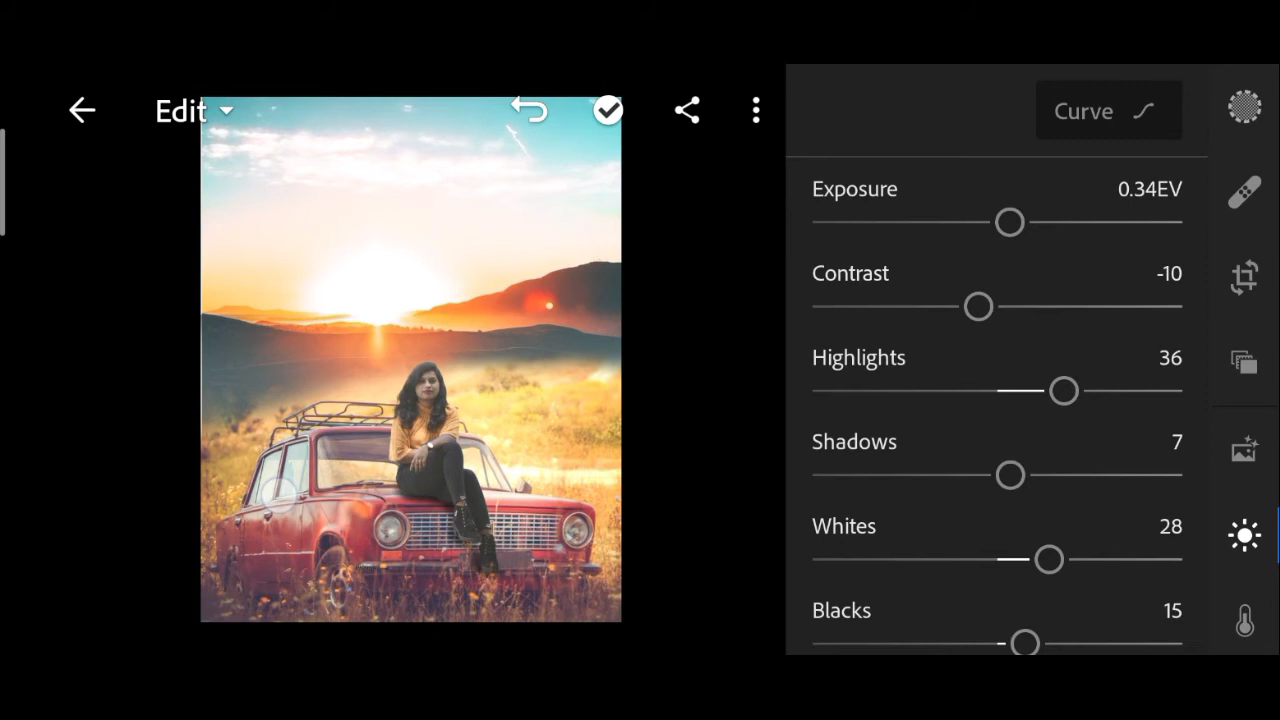 Edit
Curve
Exposure 0.34EV
Contrast -10
Highlights 36
Shadows 7
Whites 28
Blacks 15